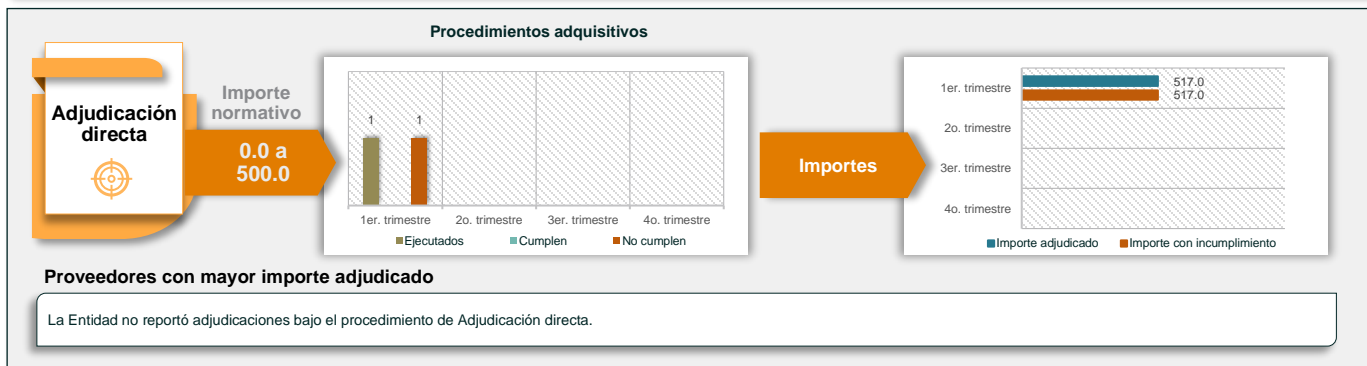 Procedimientos adquisitivos
Adjudicación
directa
Importe
normativo
0.0 a
500.0
1
1
1er. trimestre
2o. trimestre
3er. trimestre
4o. trimestre
Ejecutados
Cumplen
No cumplen
Importes
1er. trimestre
517.0
517.0
2o. trimestre
3er. trimestre
4o. trimestre
Importe adjudicado
Importe con incumplimiento
Proveedores con mayor importe adjudicado
La Entidad no reportó adjudicaciones bajo el procedimiento de Adjudicación directa.